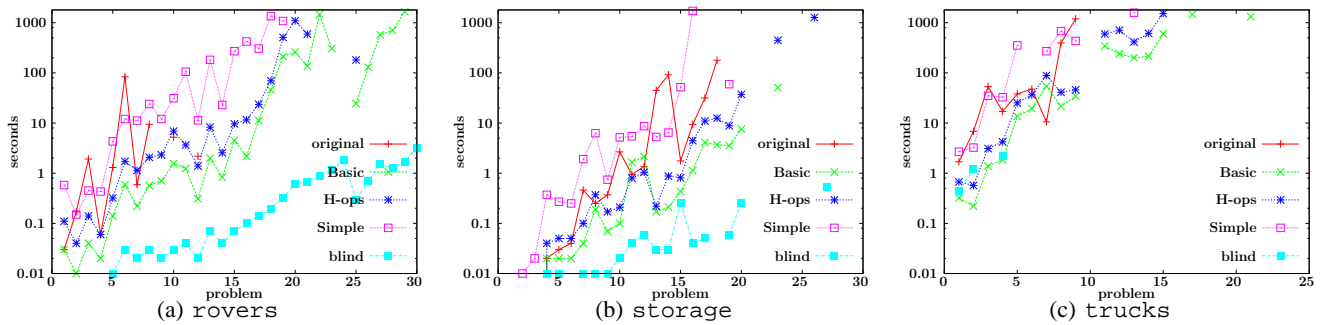 1000
100
10
1
0.1
0.01
seconds
0 5 10 15 20 25 30
problem
original
Basic
H-ops
Simple
blind
(a) rovers
1000
100
10
1
0.1
0.01
seconds
0 5 10 15 20 25 30
problem
original
Basic
H-ops
Simple
blind
(b) storage
1000
100
10
1
0.1
0.01
seconds
0 5 10 15 20 25
problem
original
Basic
H-ops
Simple
blind
(c) trucks